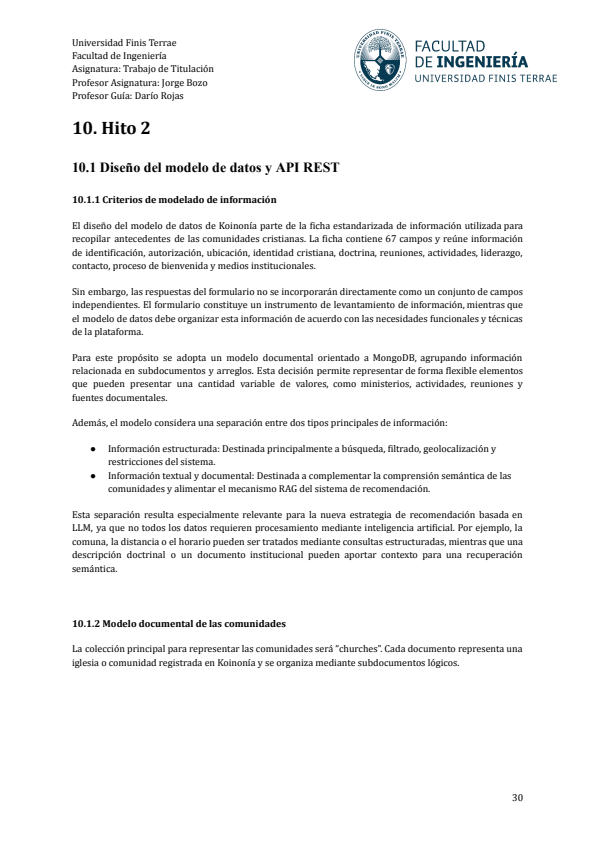 Universidad Finis Terrae
Facultad de Ingeniería
Asignatura: Trabajo de Titulación
Profesor Asignatura: Jorge Bozo
Profesor Guía: Darío Rojas
FACULTAD
DE INGENIERÍA
UNIVERSIDAD FINIS TERRAE
10. Hito 2
10.1 Diseño del modelo de datos y API REST
10.1.1 Criterios de modelado de información
El diseño del modelo de datos de Koinonía parte de la ficha estandarizada de información utilizada para
recopilar antecedentes de las comunidades cristianas. La ficha contiene 67 campos y reúne información
de identificación, autorización, ubicación, identidad cristiana, doctrina, reuniones, actividades, liderazgo,
contacto, proceso de bienvenida y medios institucionales.
Sin embargo, las respuestas del formulario no se incorporarán directamente como un conjunto de campos
independientes. El formulario constituye un instrumento de levantamiento de información, mientras que
el modelo de datos debe organizar esta información de acuerdo con las necesidades funcionales y técnicas
de la plataforma.
Para este propósito se adopta un modelo documental orientado a MongoDB, agrupando información
relacionada en subdocumentos y arreglos. Esta decisión permite representar de forma flexible elementos
que pueden presentar una cantidad variable de valores, como ministerios, actividades, reuniones y
fuentes documentales.
Además, el modelo considera una separación entre dos tipos principales de información:
● Información estructurada: Destinada principalmente a búsqueda, filtrado, geolocalización y
restricciones del sistema.
● Información textual y documental: Destinada a complementar la comprensión semántica de las
comunidades y alimentar el mecanismo RAG del sistema de recomendación.
Esta separación resulta especialmente relevante para la nueva estrategia de recomendación basada en
LLM, ya que no todos los datos requieren procesamiento mediante inteligencia artificial. Por ejemplo, la
comuna, la distancia o el horario pueden ser tratados mediante consultas estructuradas, mientras que una
descripción doctrinal o un documento institucional pueden aportar contexto para una recuperación
semántica.
10.1.2 Modelo documental de las comunidades
La colección principal para representar las comunidades será “churches”. Cada documento representa una
iglesia o comunidad registrada en Koinonía y se organiza mediante subdocumentos lógicos.
30